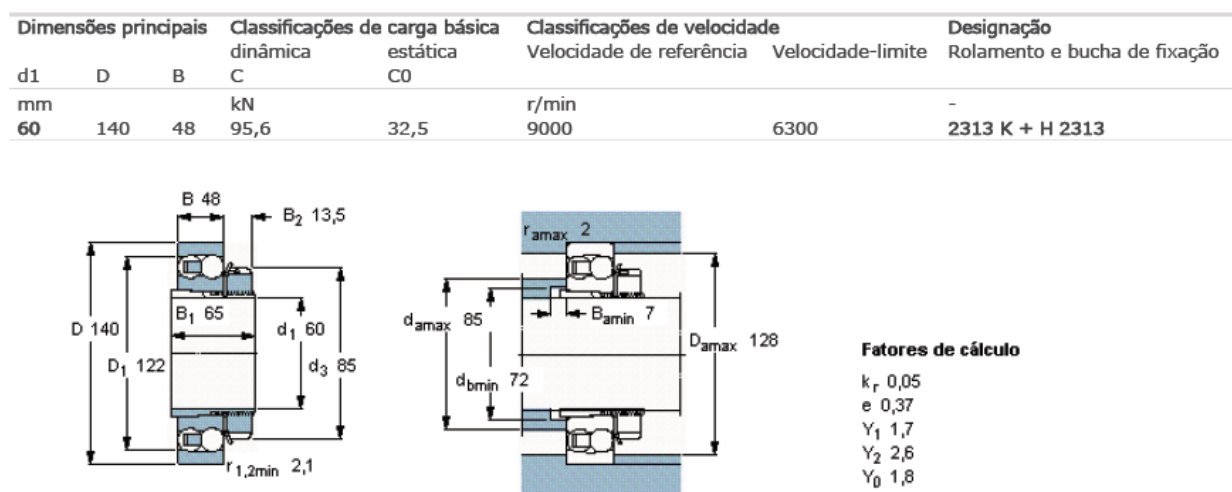 Dimensões principais Classificações de carga básica Classificações de velocidade Designação
dinâmica estática Velocidade de referência Velocidade-limite Rolamento e bucha de fixação
d1 D B C C0
mm kN r/min -
60 140 48 95,6 32,5 9000 6300 2313 K + H 2313
B 48
B2 13,5
D 140
D1 122
B1 65
d1 60
d3 85
r1,2min 2,1
ramax 2
damax 85
Bamin 7
dbmin 72
Damax 128
Fatores de cálculo
kr 0,05
e 0,37
Y1 1,7
Y2 2,6
Y0 1,8